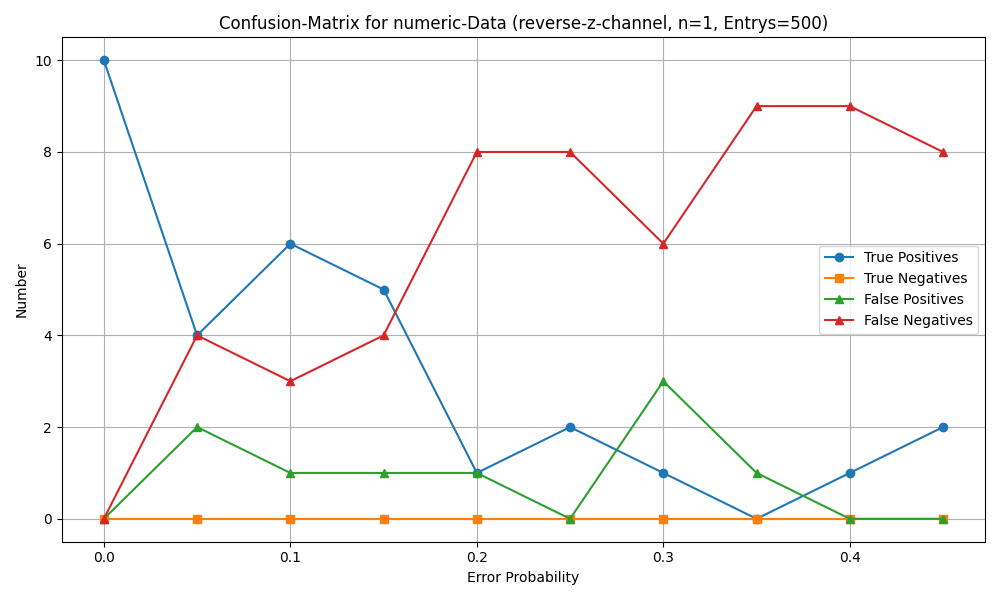 Confusion-Matrix for numeric-Data (reverse-z-channel, n=1, Entrys=500)
Number
10
8
6
4
2
0
True Positives
True Negatives
False Positives
False Negatives
0.0 0.1 0.2 0.3 0.4
Error Probability